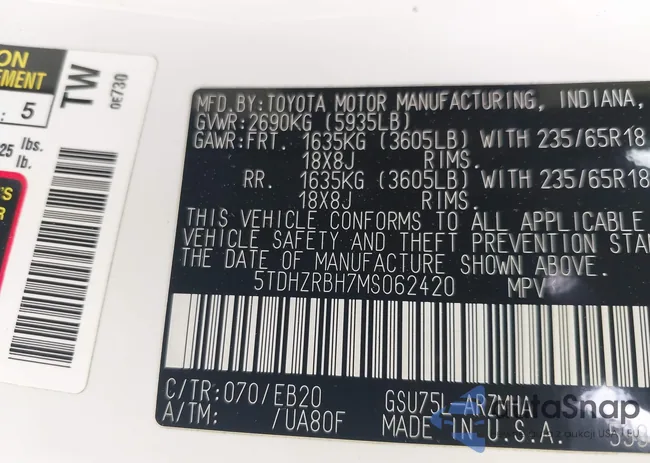 ON
EMENT
: 5
25 lbs.
lb.
'S
R
TW
0E730
MFD.BY:TOYOTA MOTOR MANUFACTURING, INDIANA,
GVWR:2690KG (5935LB)
GAWR:FRT. 1635KG (3605LB) WITH 235/65R18
18X8J RIMS.
RR. 1635KG (3605LB) WITH 235/65R18
18X8J RIMS.
THIS VEHICLE CONFORMS TO ALL APPLICABLE
VEHICLE SAFETY AND THEFT PREVENTION STAN
THE DATE OF MANUFACTURE SHOWN ABOVE.
5TDHZRBH7MS062420 MPV
C/TR:070/EB20 GSU75L-ARZMHA
A/TM: /UA80F MADE IN U.S.A.